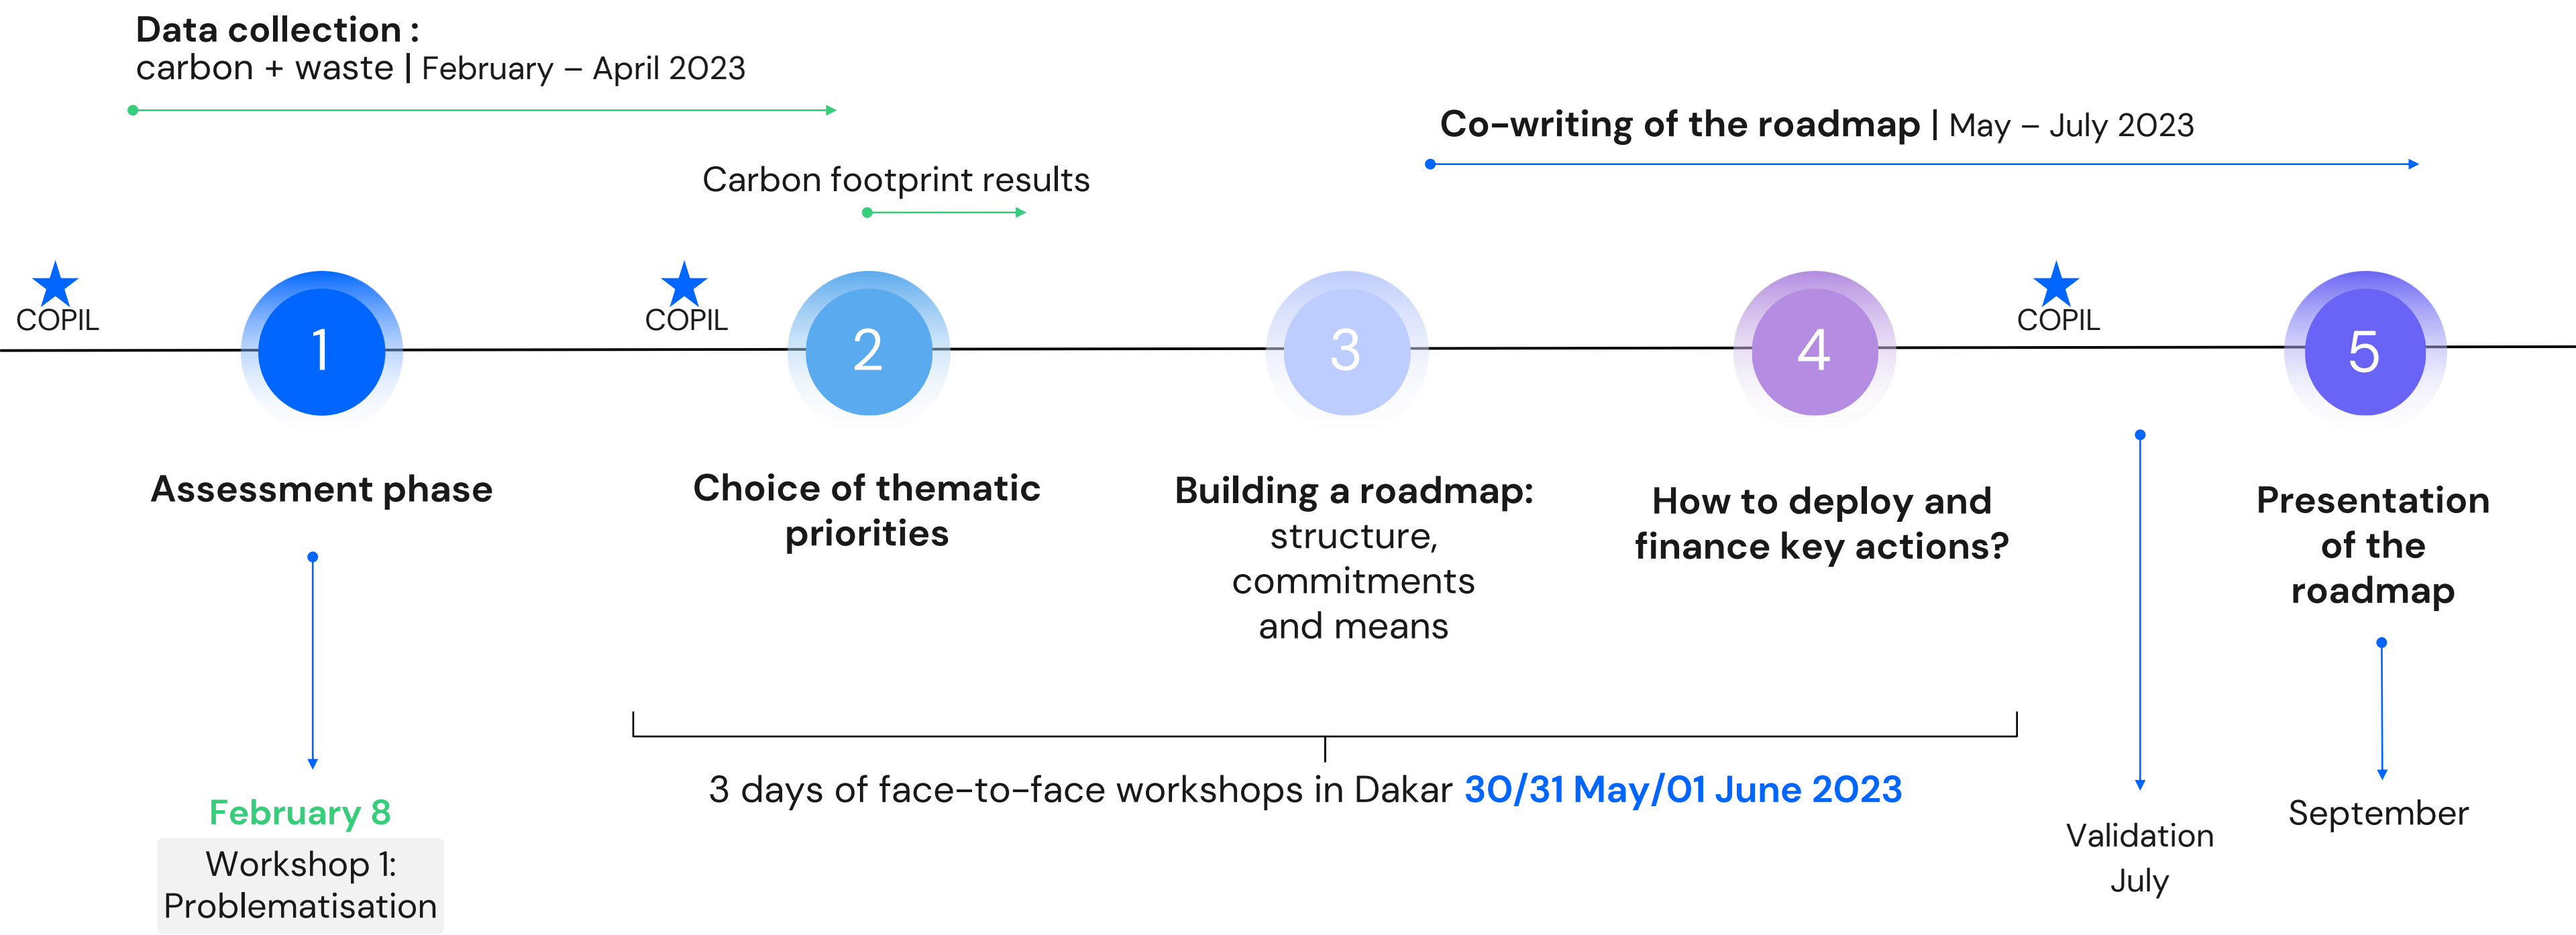 Data collection :
carbon + waste | February – April 2023
Co-writing of the roadmap | May – July 2023
Carbon footprint results
COPIL
COPIL
COPIL
1
2
3
4
5
Assessment phase
Choice of thematic
priorities
Building a roadmap:
structure,
commitments
and means
How to deploy and
finance key actions?
Presentation
of the
roadmap
3 days of face-to-face workshops in Dakar 30/31 May/01 June 2023
February 8
Workshop 1:
Problematisation
Validation
July
September